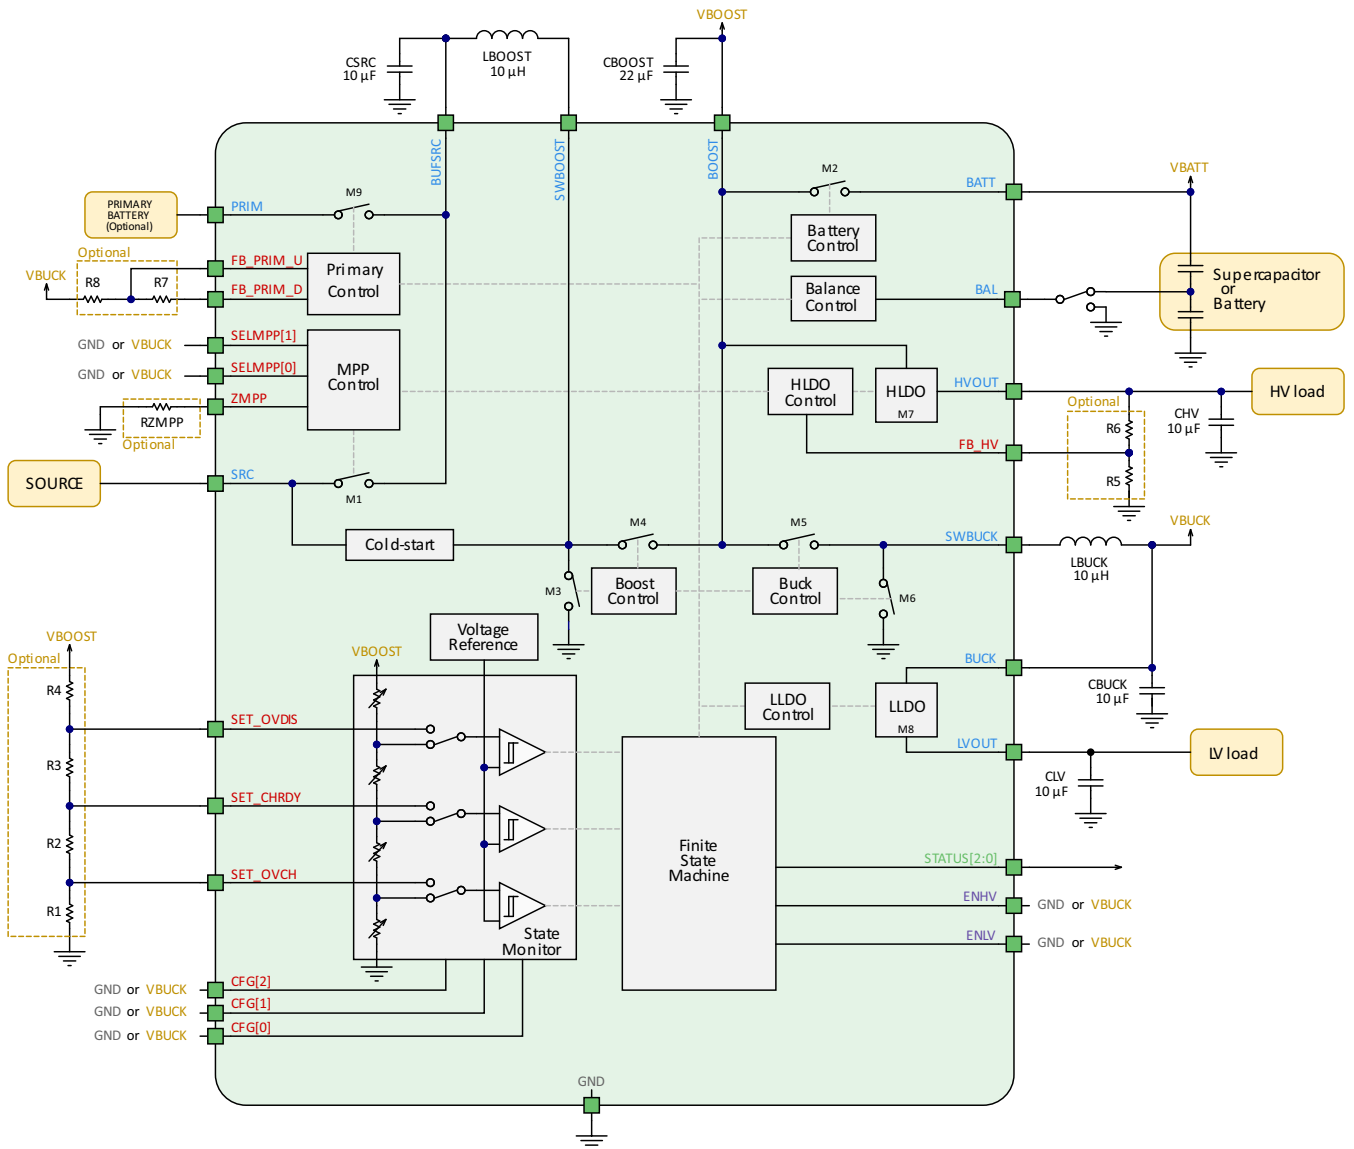 VBOOST
CSRC
10 µF
LBOOST
10 µH
CBOOST
22 µF
BUFSRC
SWBOOST
BOOST
M2
BATT
VBATT
PRIMARY
BATTERY
(Optional)
PRIM
M9
Battery
Control
Optional
VBUCK
R8
R7
FB_PRIM_U
FB_PRIM_D
Primary
Control
Balance
Control
BAL
Supercapacitor
or
Battery
GND or VBUCK
SELMPP[1]
GND or VBUCK
SELMPP[0]
MPP
Control
ZMPP
RZMPP
Optional
HLDO
Control
HLDO
M7
HVOUT
HV load
Optional
R6
CHV
10 µF
FB_HV
R5
SOURCE
SRC
M1
Cold-start
M4
M5
SWBUCK
VBUCK
LBUCK
10 µH
M3
Boost
Control
Buck
Control
M6
Voltage
Reference
VBOOST
VBOOST
Optional
BUCK
CBUCK
10 µF
R4
LLDO
Control
LLDO
M8
SET_OVDIS
LVOUT
LV load
R3
CLV
10 µF
SET_CHRDY
R2
Finite
State
Machine
STATUS[2:0]
SET_OVCH
R1
ENHV
GND or VBUCK
State
Monitor
ENLV
GND or VBUCK
GND or VBUCK
CFG[2]
GND or VBUCK
CFG[1]
GND or VBUCK
CFG[0]
GND